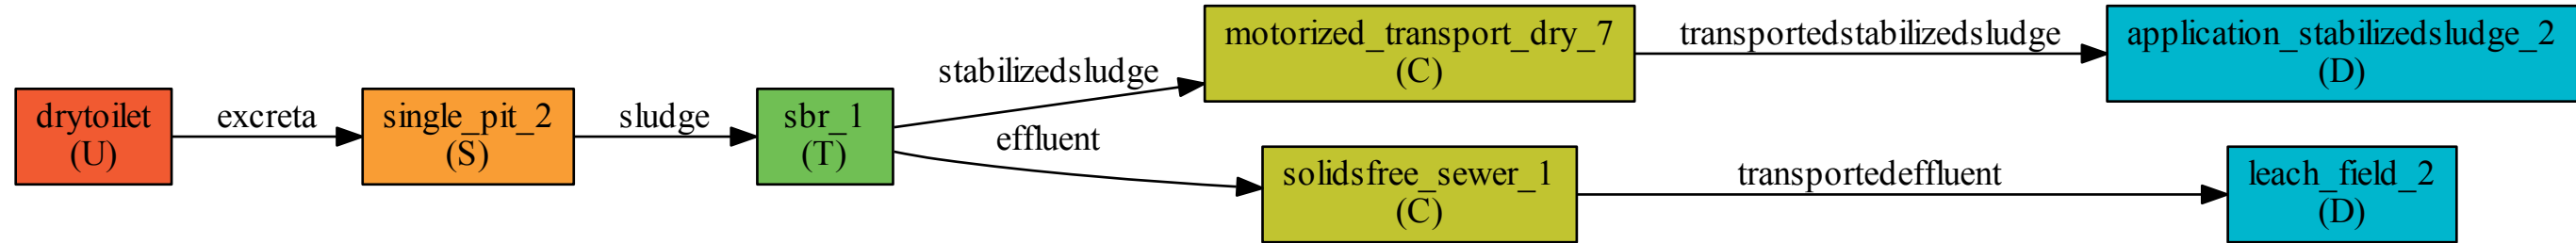 drytoilet
(U)
excreta
single_pit_2
(S)
sludge
sbr_1
(T)
stabilizedsludge
effluent
motorized_transport_dry_7
(C)
transportedstabilizedsludge
application_stabilizedsludge_2
(D)
solidsfree_sewer_1
(C)
transportedeffluent
leach_field_2
(D)